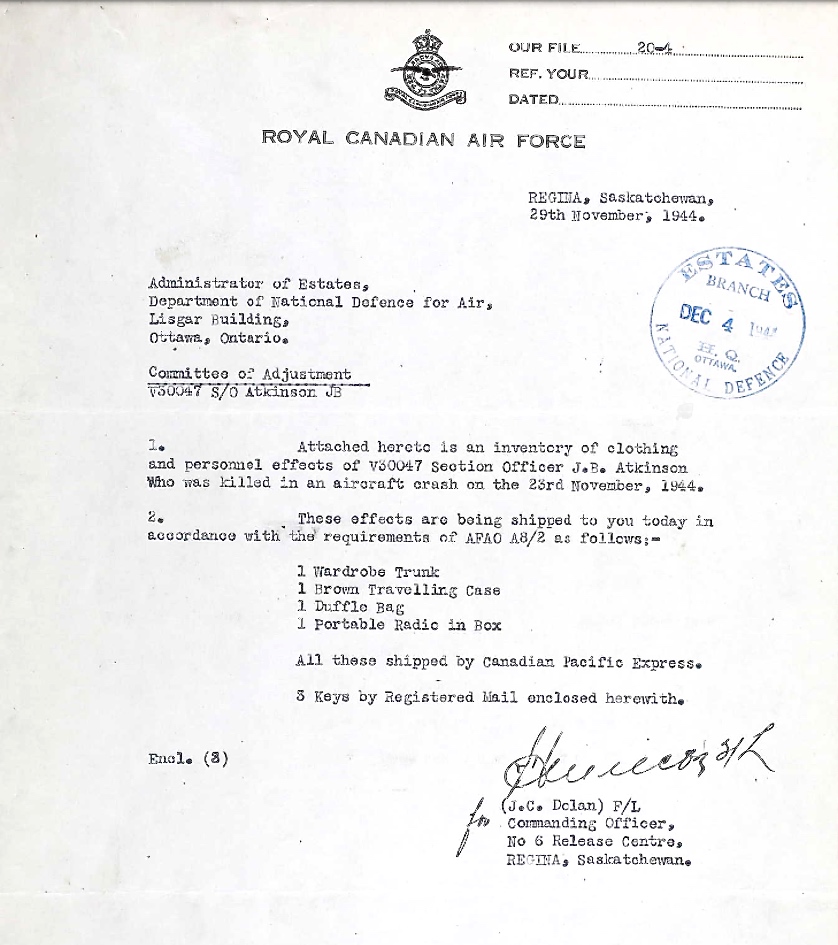 OUR FILE 20-4
REF. YOUR
DATED
ROYAL CANADIAN AIR FORCE
REGINA, Saskatchewan,
29th November, 1944.
Administrator of Estates,
Department of National Defence for Air,
Lisgar Building,
Ottawa, Ontario.
ESTATES
BRANCH
DEC 4 1944
H.Q.
OTTAWA.
NATIONAL DEFENCE
Committee of Adjustment
V30047 S/O Atkinson JB
1. Attached hereto is an inventory of clothing
and personnel effects of V30047 Section Officer J.B. Atkinson
Who was killed in an aircraft crash on the 23rd November, 1944.
2. These effects are being shipped to you today in
accordance with the requirements of AFAO A8/2 as follows;-
1 Wardrobe Trunk
1 Brown Travelling Case
1 Duffle Bag
1 Portable Radio in Box
All these shipped by Canadian Pacific Express.
3 Keys by Registered Mail enclosed herewith.
Encl. (3)
(J.C. Dolan) F/L
for Commanding Officer,
No 6 Release Centre,
REGINA, Saskatchewan.